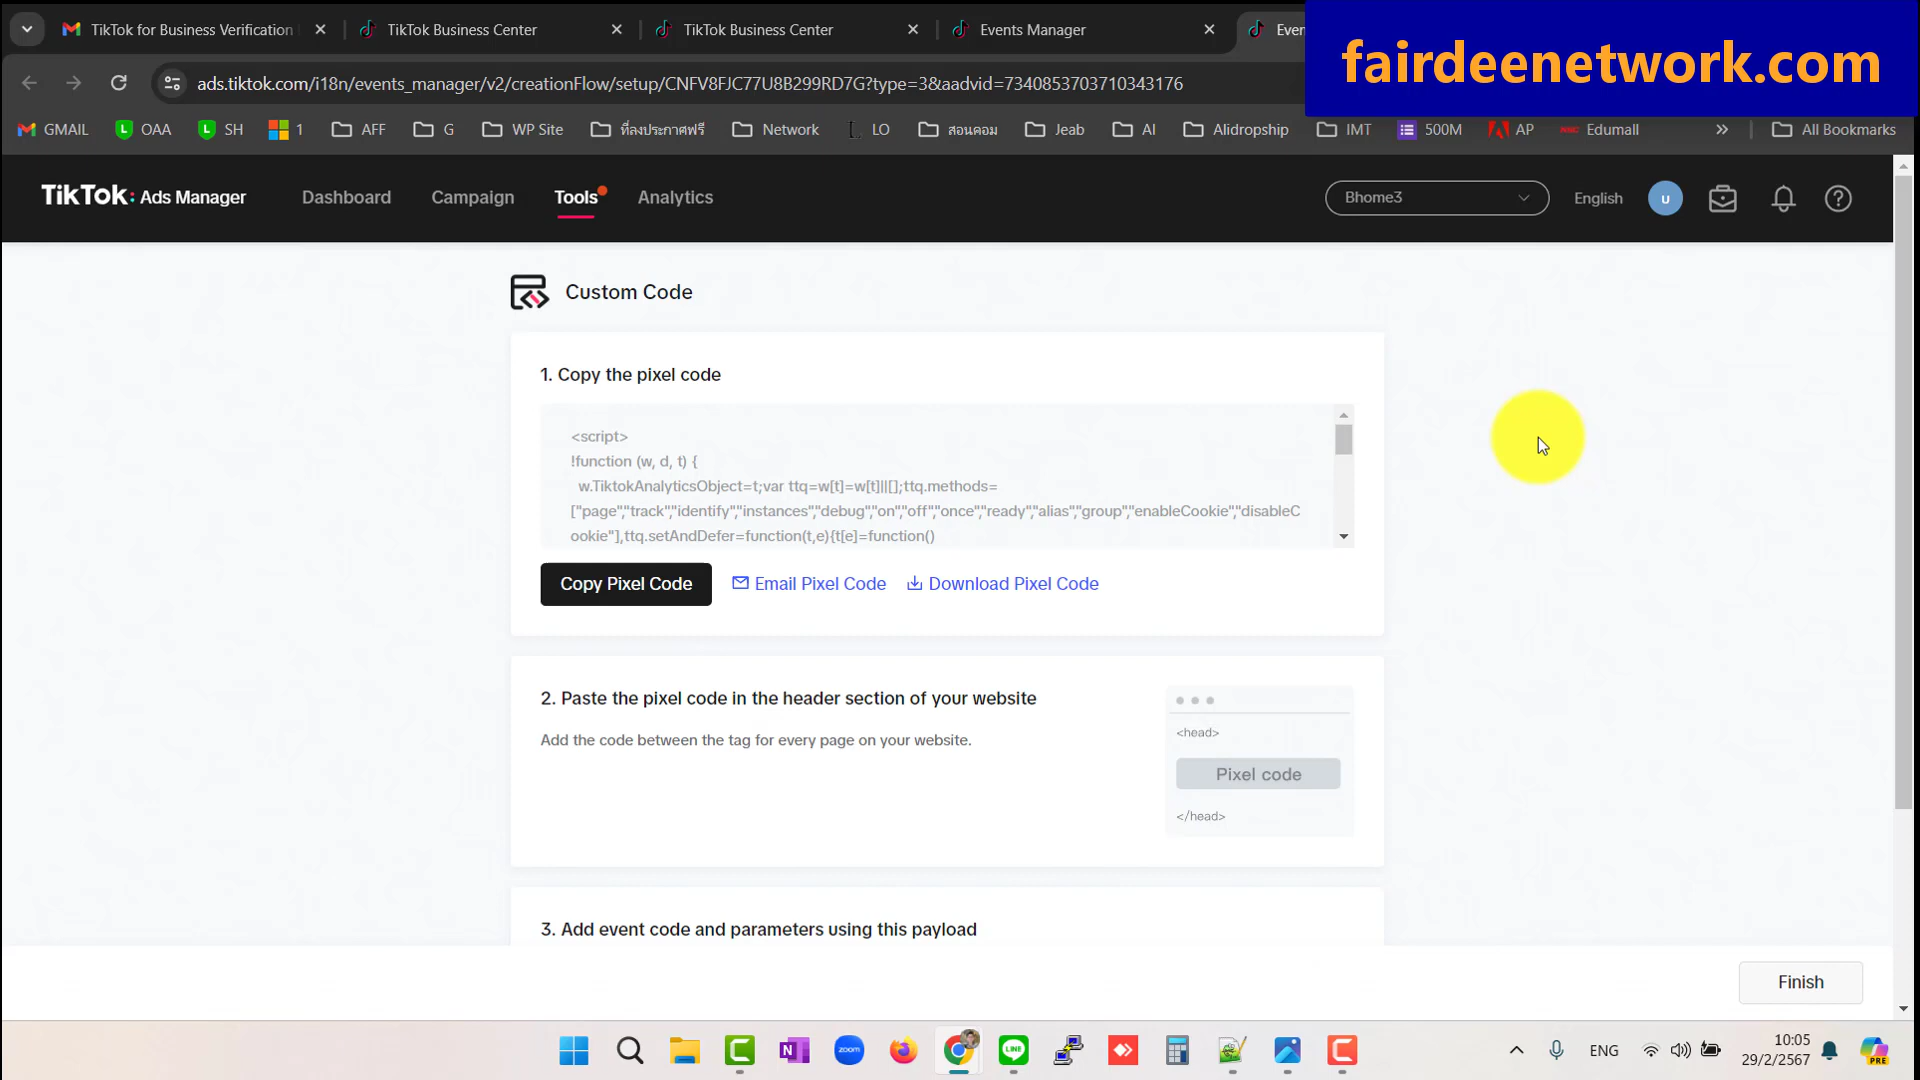 TikTok for Business Verification
TikTok Business Center
TikTok Business Center
Events Manager
Even
fairdeenetwork.com
ads.tiktok.com/i18n/events_manager/v2/creationFlow/setup/CNFV8FJC77U8B299RD7G?type=3&aadvid=7340853703710343176
GMAIL
OAA
SH
1
AFF
G
WP Site
ที่ลงประกาศฟรี
Network
LO
สอนคอม
Jeab
AI
Alidropship
IMT
500M
AP
Edumall
»
All Bookmarks
TikTok: Ads Manager
Dashboard
Campaign
Tools
Analytics
Bhome3
English
U
Custom Code
1. Copy the pixel code
<script>
!function (w, d, t) {
w.TiktokAnalyticsObject=t;var ttq=w[t]=w[t]||[];ttq.methods=
["page","track","identify","instances","debug","on","off","once","ready","alias","group","enableCookie","disableC
ookie"],ttq.setAndDefer=function(t,e){t[e]=function()
Copy Pixel Code
Email Pixel Code
Download Pixel Code
2. Paste the pixel code in the header section of your website
Add the code between the tag for every page on your website.
<head>
Pixel code
</head>
3. Add event code and parameters using this payload
Finish
zoom
LINE
ENG
10:05
29/2/2567
PRE